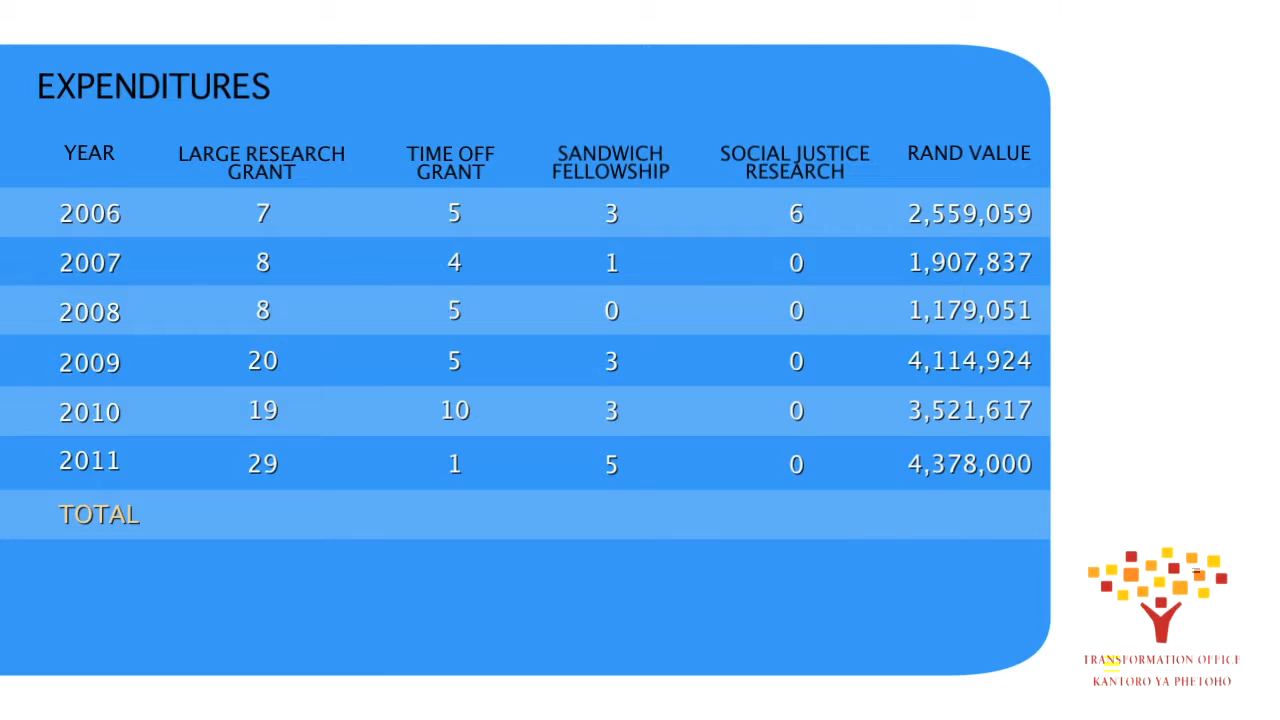 EXPENDITURES
YEAR LARGE RESEARCH GRANT TIME OFF GRANT SANDWICH FELLOWSHIP SOCIAL JUSTICE RESEARCH RAND VALUE
2006 7 5 3 6 2,559,059
2007 8 4 1 0 1,907,837
2008 8 5 0 0 1,179,051
2009 20 5 3 0 4,114,924
2010 19 10 3 0 3,521,617
2011 29 1 5 0 4,378,000
TOTAL
TRANSFORMATION OFFICE
KANTORO YA PHETOHO